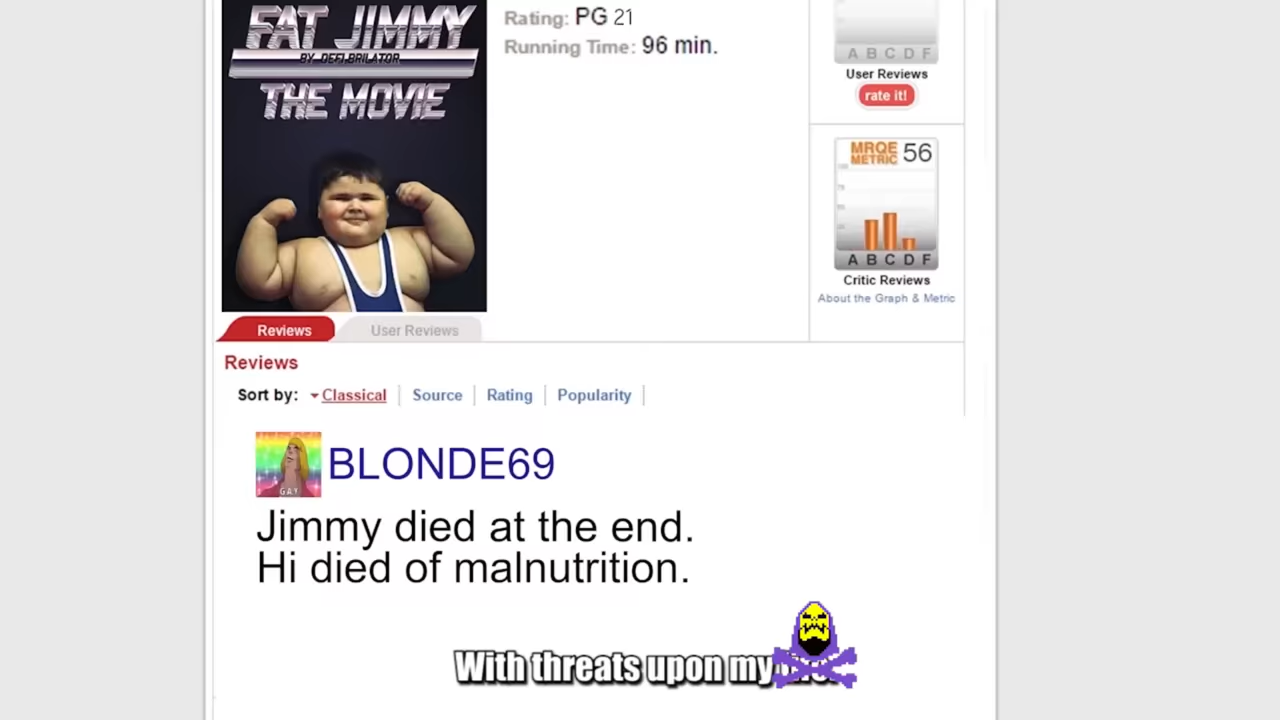 FAT JIMMY
BY DEFI,BRILATOR
THE MOVIE
Rating: PG 21
Running Time: 96 min.
A B C D F
User Reviews
rate it!
MRQE METRIC 56
A B C D F
Critic Reviews
About the Graph & Metric
Reviews
User Reviews
Reviews
Sort by: Classical Source Rating Popularity
BLONDE69
GAY
Jimmy died at the end.
Hi died of malnutrition.
With threats upon my